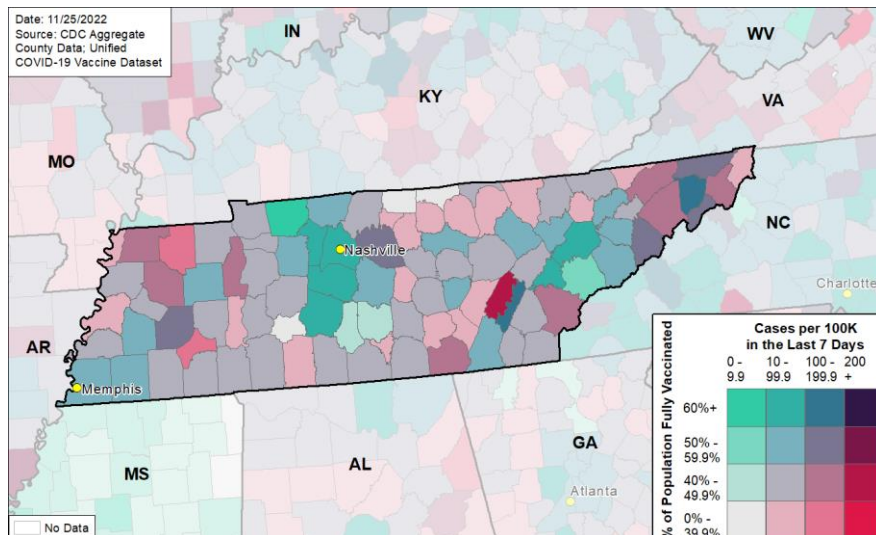 Date: 11/25/2022
Source: CDC Aggregate
County Data; Unified
COVID-19 Vaccine Dataset
IN
WV
KY
VA
MO
Nashville
NC
Charlotte
AR
Memphis
MS
AL
GA
Atlanta
No Data
Cases per 100K
in the Last 7 Days
0 -
9.9
10 -
99.9
100 -
199.9
200
+
% of Population Fully Vaccinated
60%+
50% -
59.9%
40% -
49.9%
0% -
39.9%